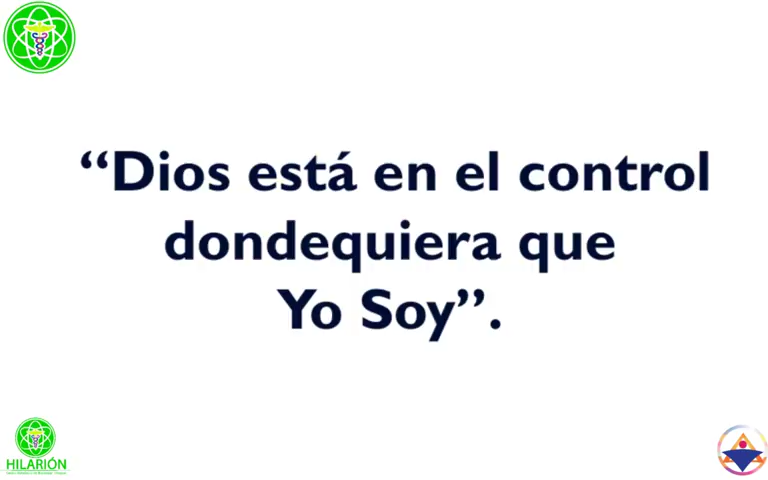 “Dios está en el control
dondequiera que
Yo Soy”.
HILARIÓN